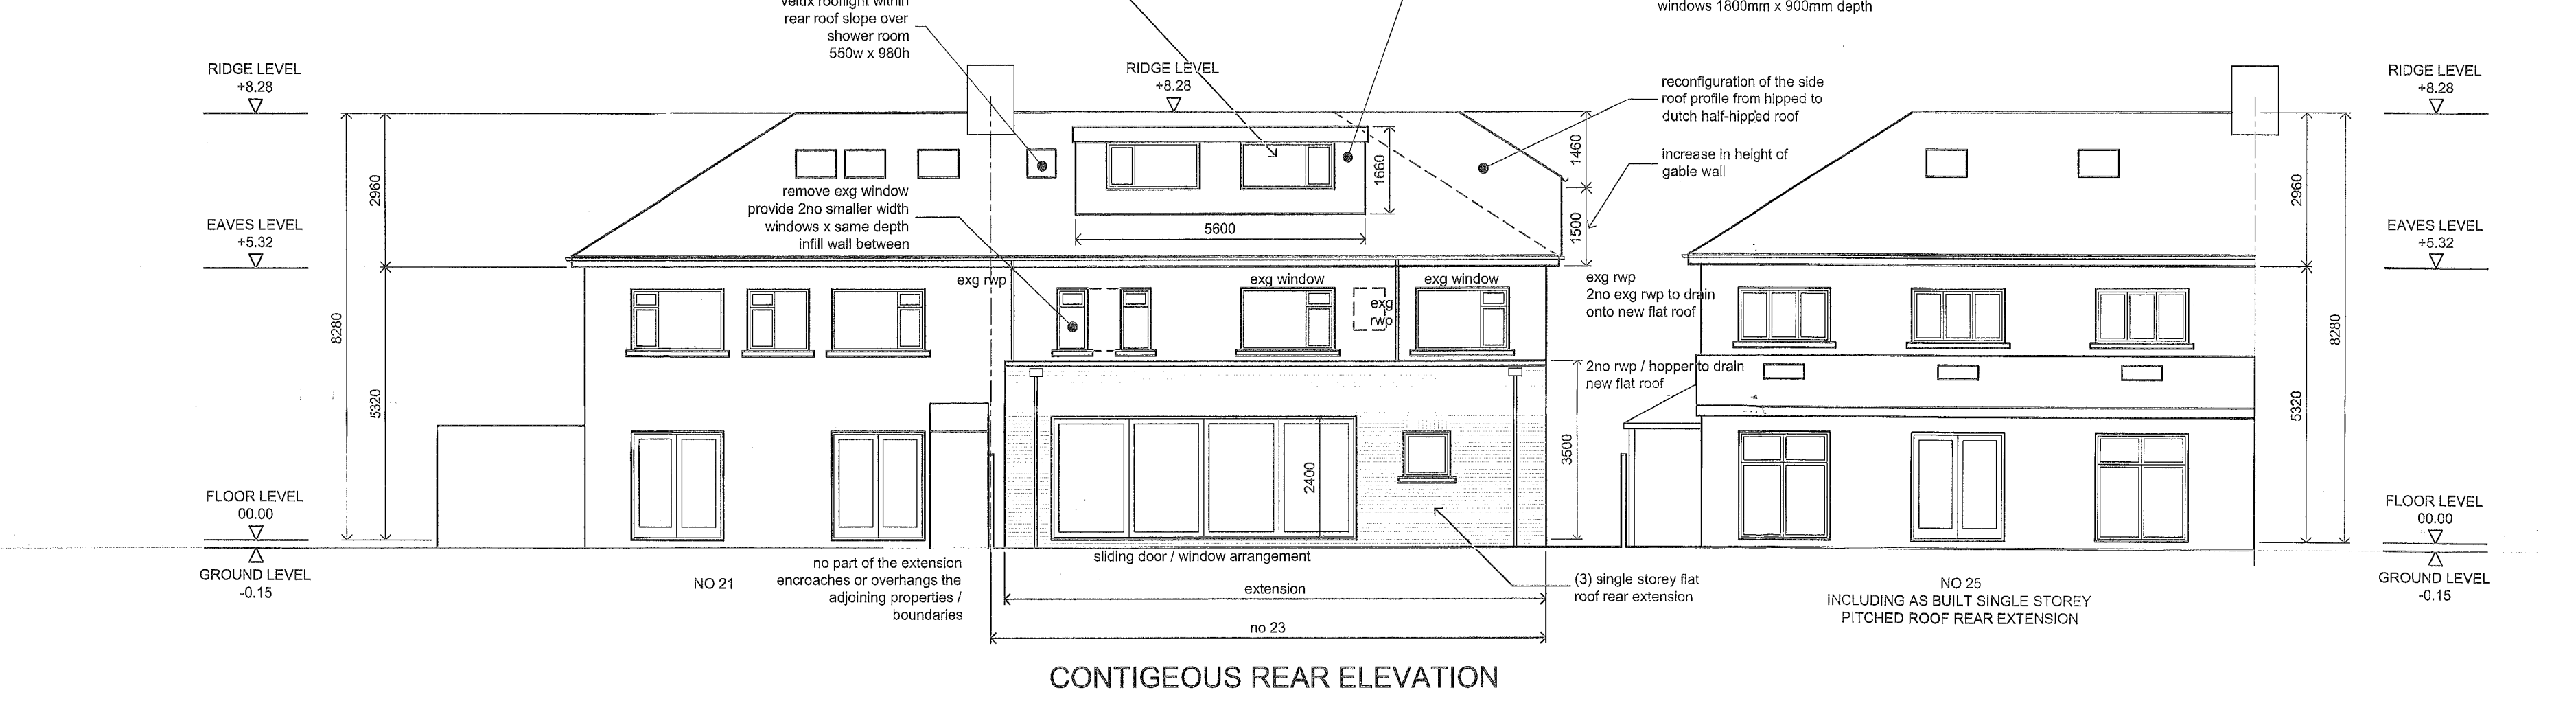 velux rooflight within
rear roof slope over
shower room
550w x 980h
windows 1800mm x 900mm depth
RIDGE LEVEL
+8.28
RIDGE LEVEL
+8.28
RIDGE LEVEL
+8.28
reconfiguration of the side
roof profile from hipped to
dutch half-hipped roof
increase in height of
gable wall
1460
1660
1500
2960
2960
remove exg window
provide 2no smaller width
windows x same depth
infill wall between
5600
EAVES LEVEL
+5.32
EAVES LEVEL
+5.32
exg rwp
exg window
exg window
exg
rwp
exg rwp
2no exg rwp to drain
onto new flat roof
8280
8280
2no rwp / hopper to drain
new flat roof
5320
5320
3500
2400
FLOOR LEVEL
00.00
FLOOR LEVEL
00.00
GROUND LEVEL
-0.15
GROUND LEVEL
-0.15
NO 21
no part of the extension
encroaches or overhangs the
adjoining properties /
boundaries
sliding door / window arrangement
extension
(3) single storey flat
roof rear extension
NO 25
INCLUDING AS BUILT SINGLE STOREY
PITCHED ROOF REAR EXTENSION
no 23
CONTIGEOUS REAR ELEVATION